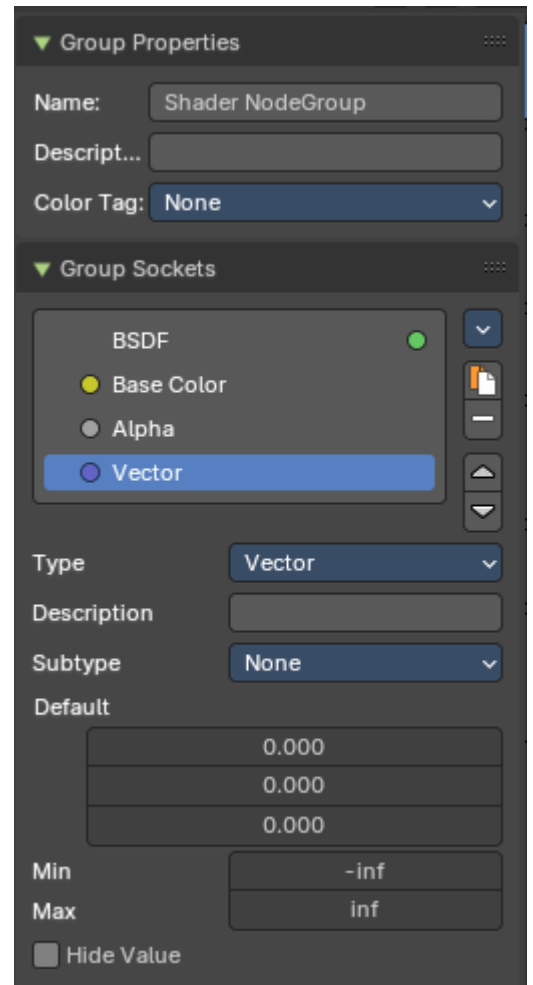 Group Properties
Name: Shader NodeGroup
Descript...
Color Tag: None
Group Sockets
BSDF
Base Color
Alpha
Vector
Type Vector
Description
Subtype None
Default
0.000
0.000
0.000
Min -inf
Max inf
Hide Value